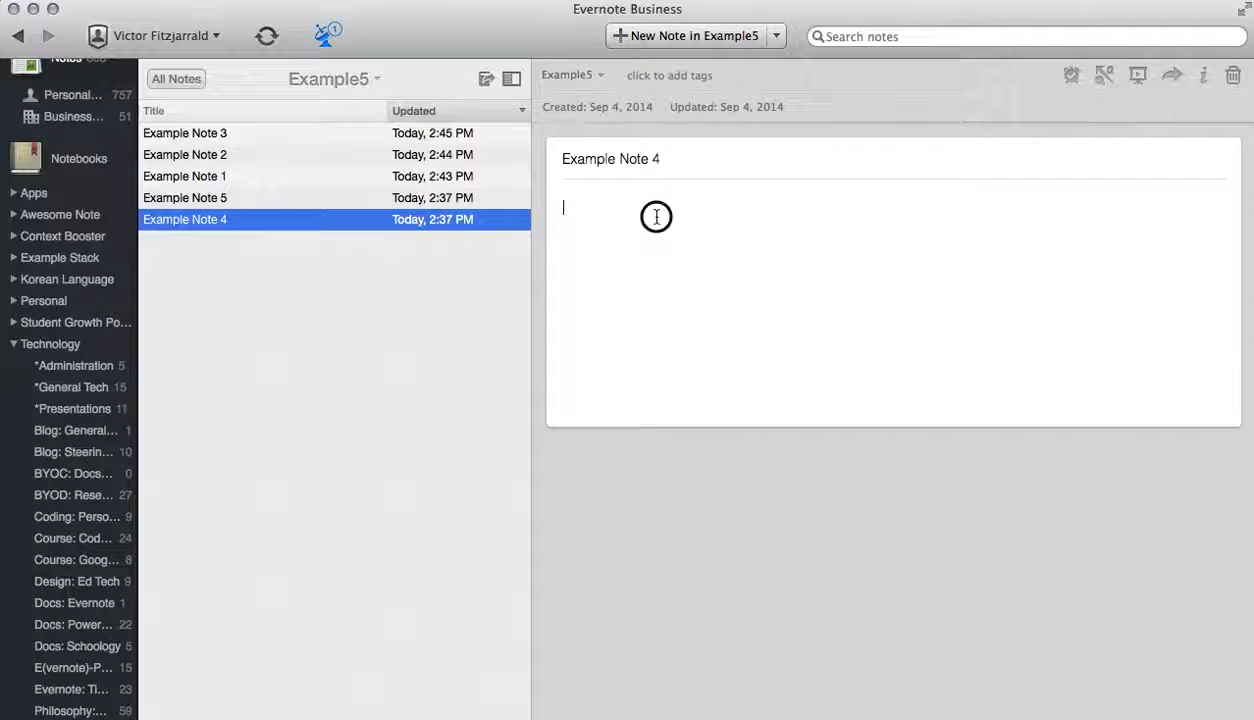 Evernote Business
Victor Fitzjarrald
1
New Note in Example5
Search notes
Personal... 757
Business... 51
Notebooks
Apps
Awesome Note
Context Booster
Example Stack
Korean Language
Personal
Student Growth Po...
Technology
*Administration 5
*General Tech 15
*Presentations 11
Blog: General... 1
Blog: Steerin... 10
BYOC: Docs... 0
BYOD: Rese... 27
Coding: Perso... 9
Course: Cod... 24
Course: Goog... 6
Design: Ed Tech 9
Docs: Evernote 1
Docs: Power... 22
Docs: Schoology 5
E(vernote)-P... 15
Evernote: Ti... 23
Philosophy:... 59
All Notes
Example5
Title Updated
Example Note 3 Today, 2:45 PM
Example Note 2 Today, 2:44 PM
Example Note 1 Today, 2:43 PM
Example Note 5 Today, 2:37 PM
Example Note 4 Today, 2:37 PM
Example5 click to add tags
Created: Sep 4, 2014 Updated: Sep 4, 2014
Example Note 4